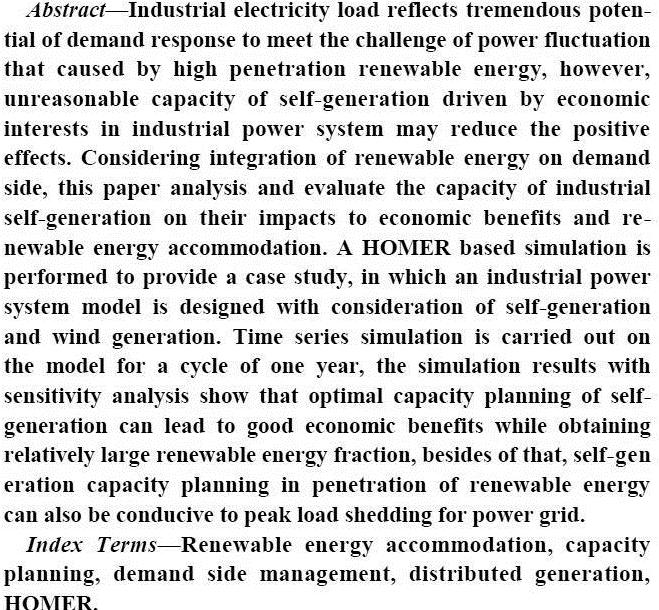 Abstract—Industrial electricity load reflects tremendous poten-
tial of demand response to meet the challenge of power fluctuation
that caused by high penetration renewable energy, however,
unreasonable capacity of self-generation driven by economic
interests in industrial power system may reduce the positive
effects. Considering integration of renewable energy on demand
side, this paper analysis and evaluate the capacity of industrial
self-generation on their impacts to economic benefits and re-
newable energy accommodation. A HOMER based simulation is
performed to provide a case study, in which an industrial power
system model is designed with consideration of self-generation
and wind generation. Time series simulation is carried out on
the model for a cycle of one year, the simulation results with
sensitivity analysis show that optimal capacity planning of self-
generation can lead to good economic benefits while obtaining
relatively large renewable energy fraction, besides of that, self-gen
eration capacity planning in penetration of renewable energy
can also be conducive to peak load shedding for power grid.
Index Terms—Renewable energy accommodation, capacity
planning, demand side management, distributed generation,
HOMER.